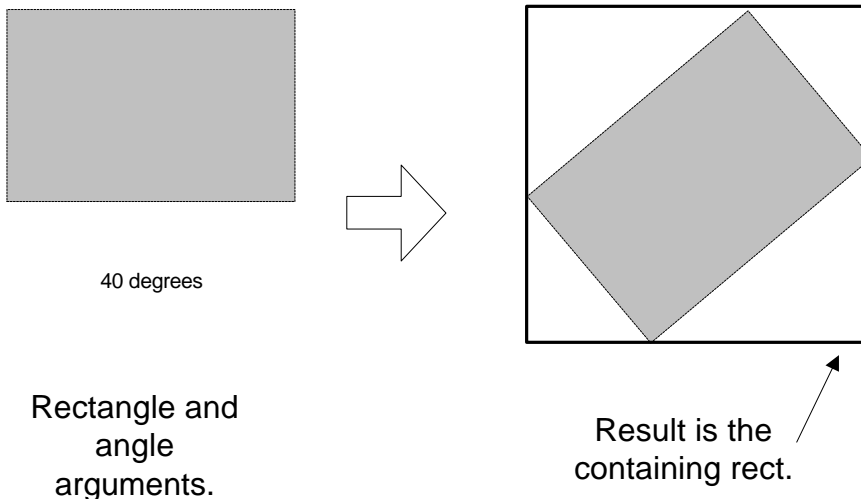 40 degrees
Rectangle and
angle
arguments.
Result is the
containing rect.